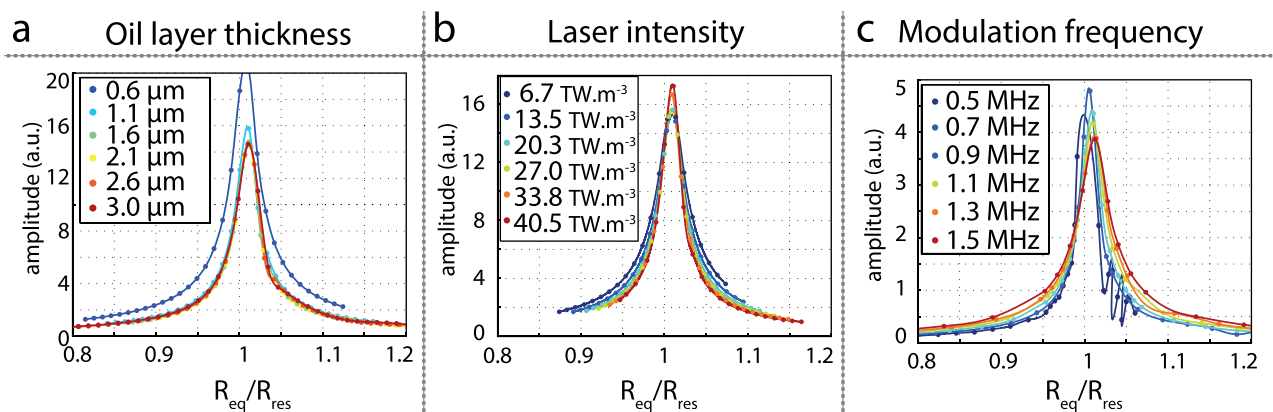 a Oil layer thickness
20
16
12
8
4
0
amplitude (a.u.)
0.6 µm
1.1 µm
1.6 µm
2.1 µm
2.6 µm
3.0 µm
0.8 0.9 1 1.1 1.2
Req/Rres
b Laser intensity
16
12
8
4
0
amplitude (a.u.)
6.7 TW.m-3
13.5 TW.m-3
20.3 TW.m-3
27.0 TW.m-3
33.8 TW.m-3
40.5 TW.m-3
0.8 0.9 1 1.1 1.2
Req/Rres
c Modulation frequency
5
4
3
2
1
0
amplitude (a.u.)
0.5 MHz
0.7 MHz
0.9 MHz
1.1 MHz
1.3 MHz
1.5 MHz
0.8 0.9 1 1.1 1.2
Req/Rres